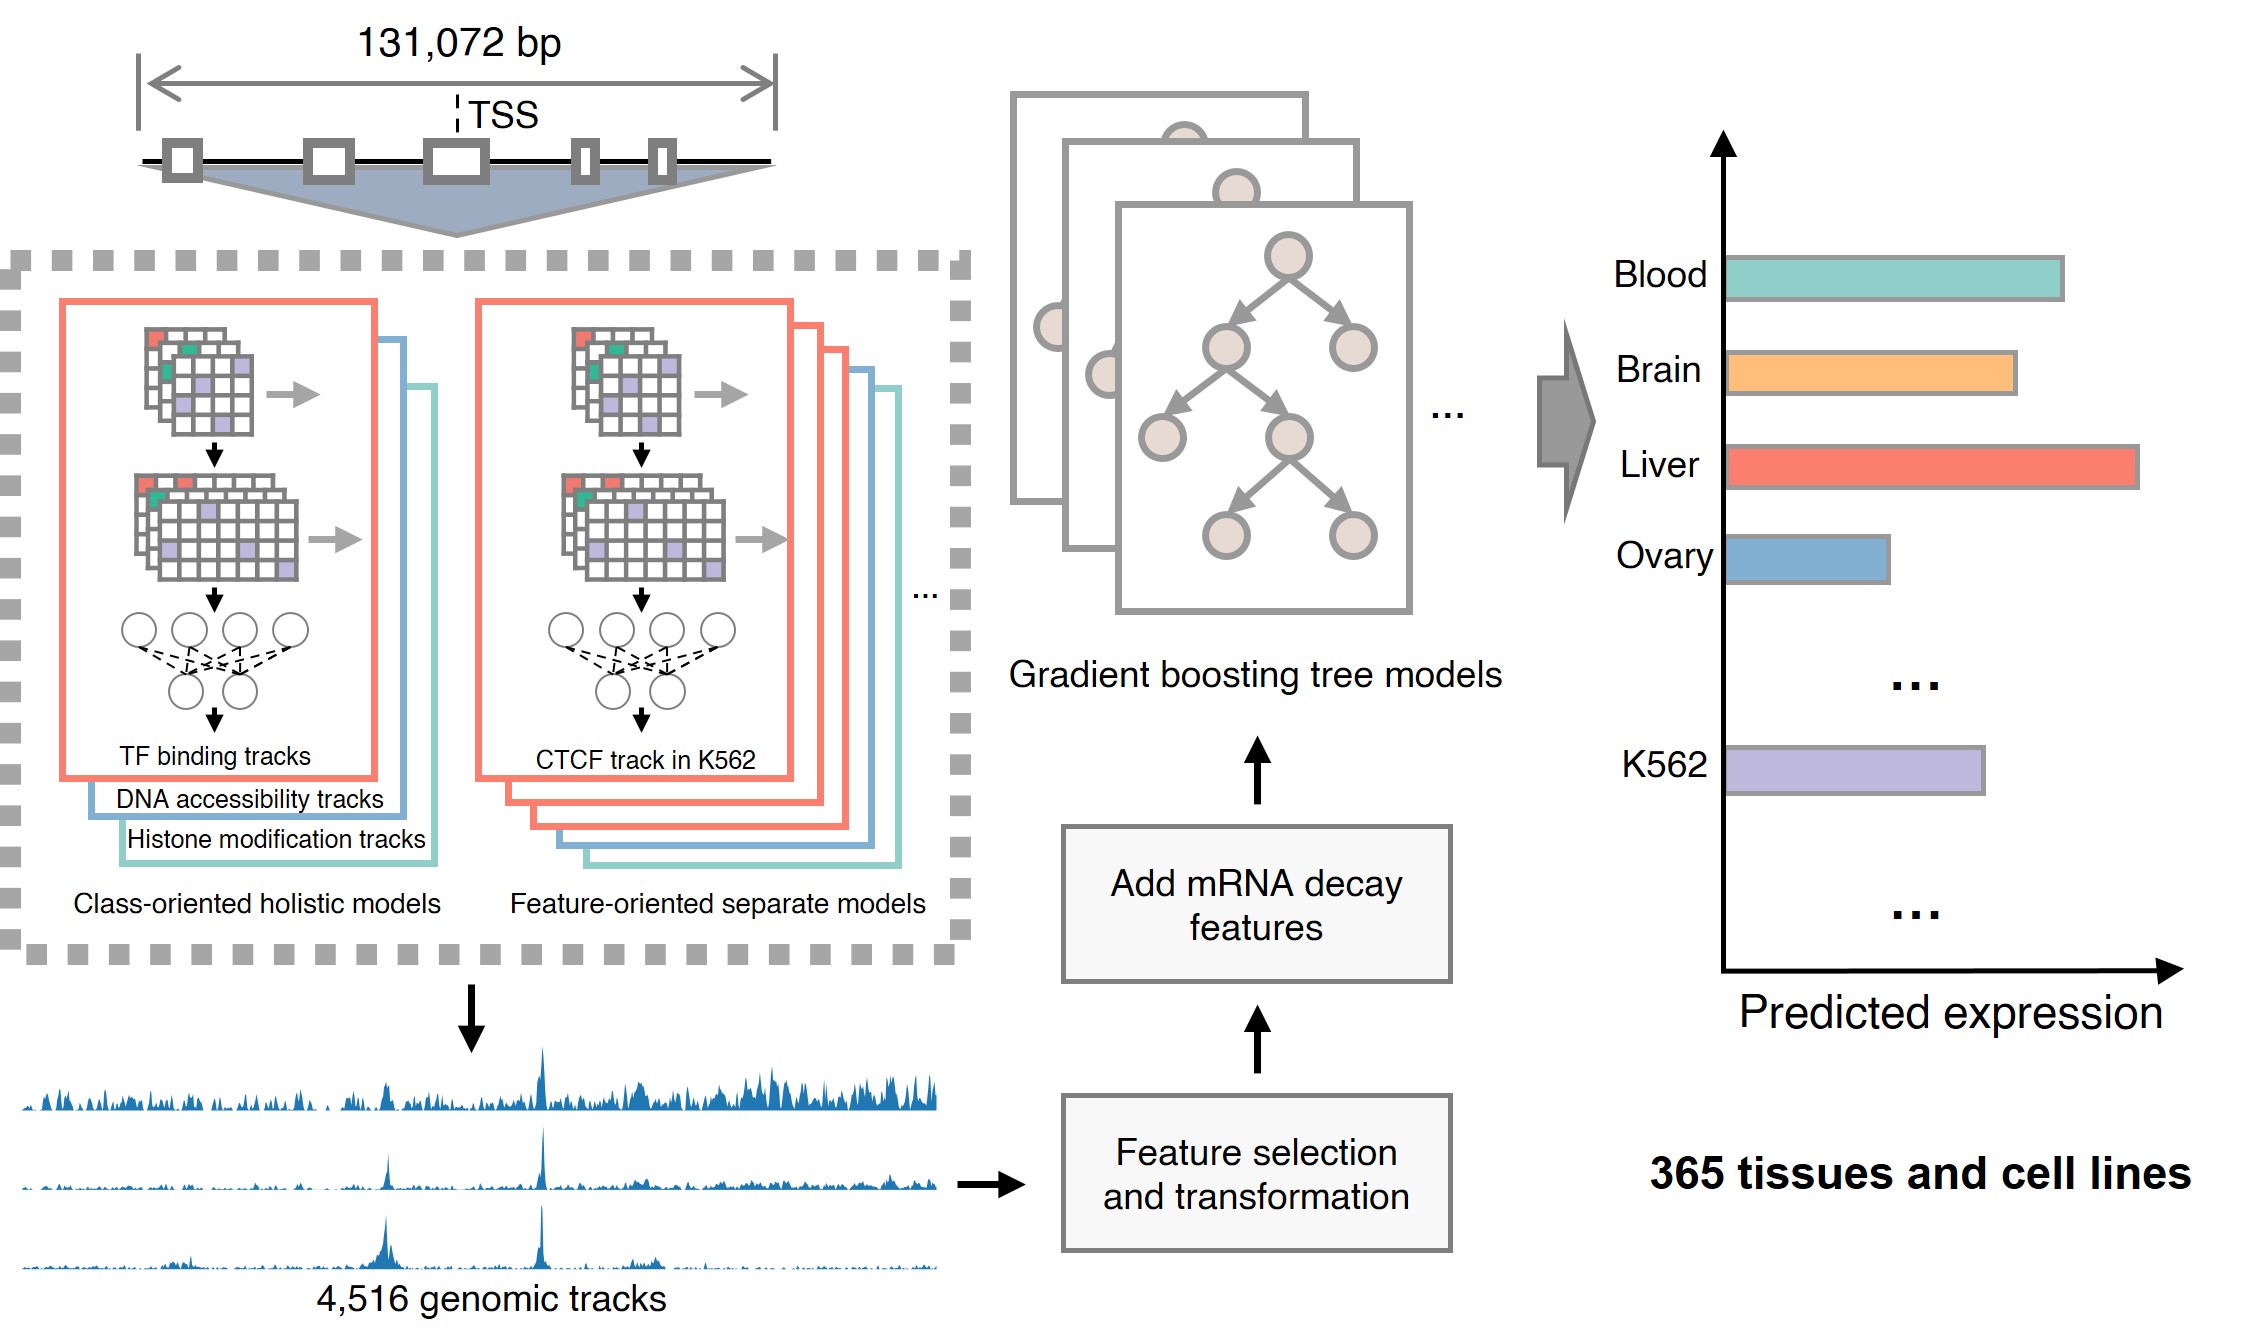 131,072 bp
TSS
TF binding tracks
DNA accessibility tracks
Histone modification tracks
Class-oriented holistic models
CTCF track in K562
...
Feature-oriented separate models
4,516 genomic tracks
Feature selection
and transformation
Add mRNA decay
features
...
Gradient boosting tree models
Blood
Brain
Liver
Ovary
...
K562
...
Predicted expression
365 tissues and cell lines